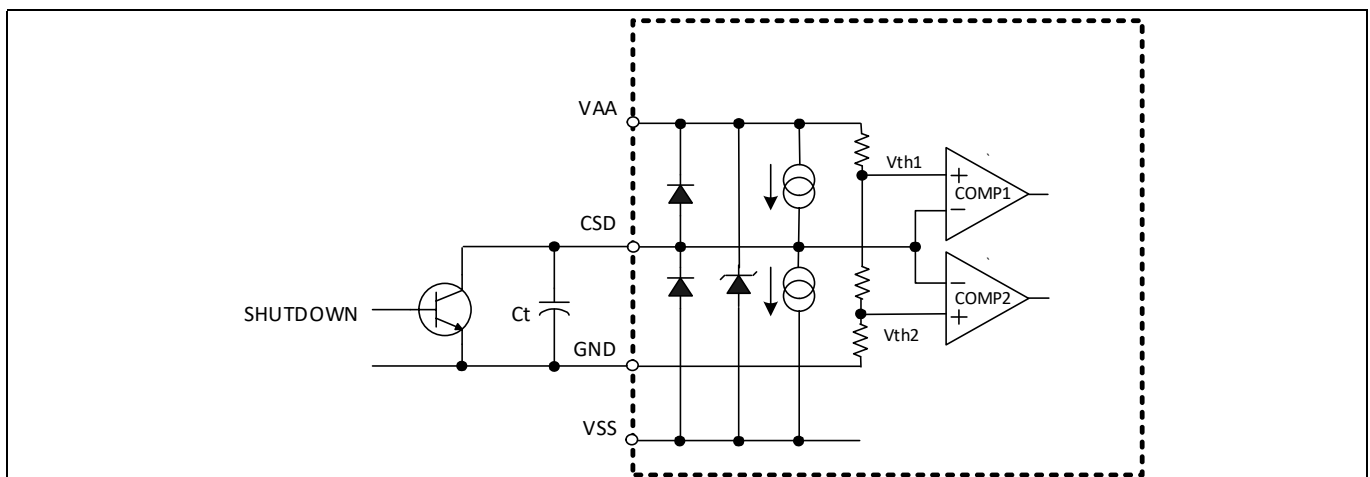 VAA
Vth1
+
COMP1
−
CSD
−
COMP2
+
SHUTDOWN
Ct
GND
Vth2
VSS